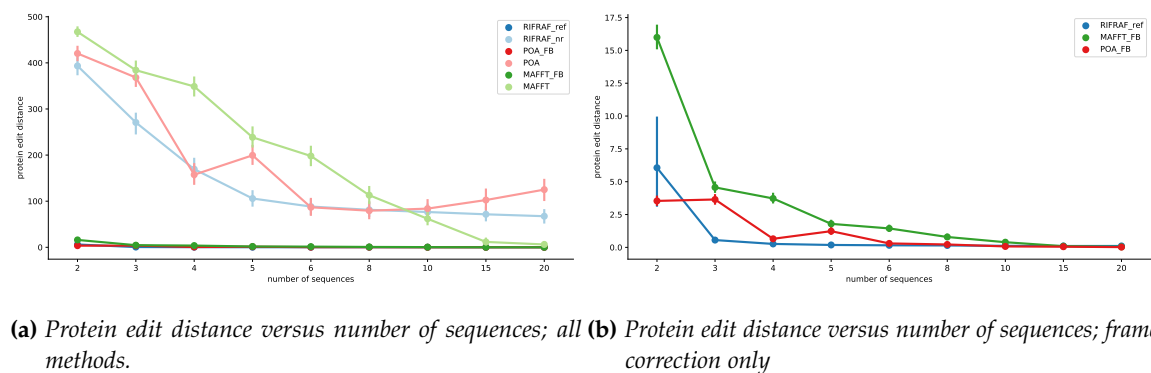 500
400
300
200
100
0
protein edit distance
2 3 4 5 6 8 10 15 20
number of sequences
RIFRAF_ref
RIFRAF_nr
POA_FB
POA
MAFFT_FB
MAFFT
17.5
15.0
12.5
10.0
7.5
5.0
2.5
0.0
protein edit distance
2 3 4 5 6 8 10 15 20
number of sequences
RIFRAF_ref
MAFFT_FB
POA_FB
(a) Protein edit distance versus number of sequences; all
methods.
(b) Protein edit distance versus number of sequences; fram
correction only